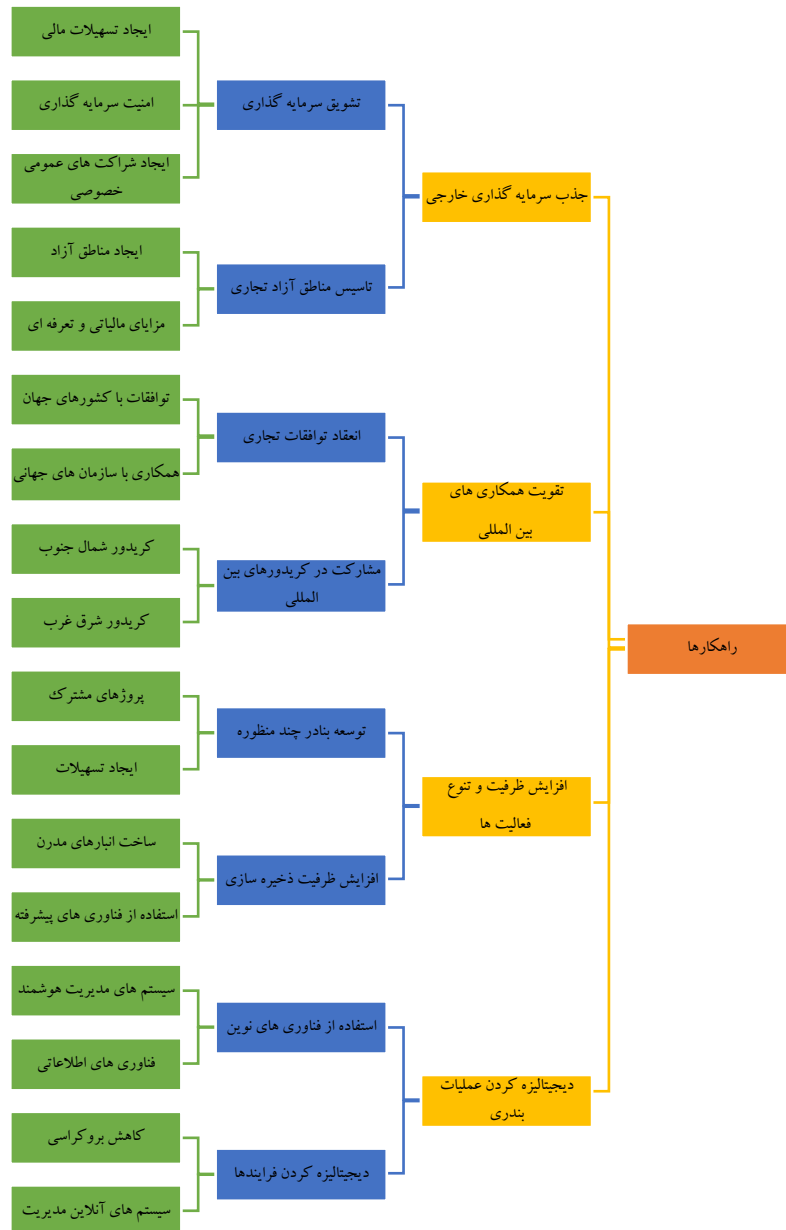 راهکارها
جذب سرمایه گذاری خارجی
تشویق سرمایه گذاری
ایجاد تسهیلات مالی
امنیت سرمایه گذاری
ایجاد شراکت های عمومی
خصوصی
تاسیس مناطق آزاد تجاری
ایجاد مناطق آزاد
مزایای مالیاتی و تعرفه ای
تقویت همکاری های
بین المللی
انعقاد توافقات تجاری
توافقات با کشورهای جهان
همکاری با سازمان های جهانی
مشارکت در کریدورهای بین
المللی
کریدور شمال جنوب
کریدور شرق غرب
افزایش ظرفیت و تنوع
فعالیت ها
توسعه بنادر چند منظوره
پروژهای مشترک
ایجاد تسهیلات
افزایش ظرفیت ذخیره سازی
ساخت انبارهای مدرن
استفاده از فناوری های پیشرفته
دیجیتالیزه کردن عملیات
بندری
استفاده از فناوری های نوین
سیستم های مدیریت هوشمند
فناوری های اطلاعاتی
دیجیتالیزه کردن فرایندها
کاهش بروکراسی
سیستم های آنلاین مدیریت